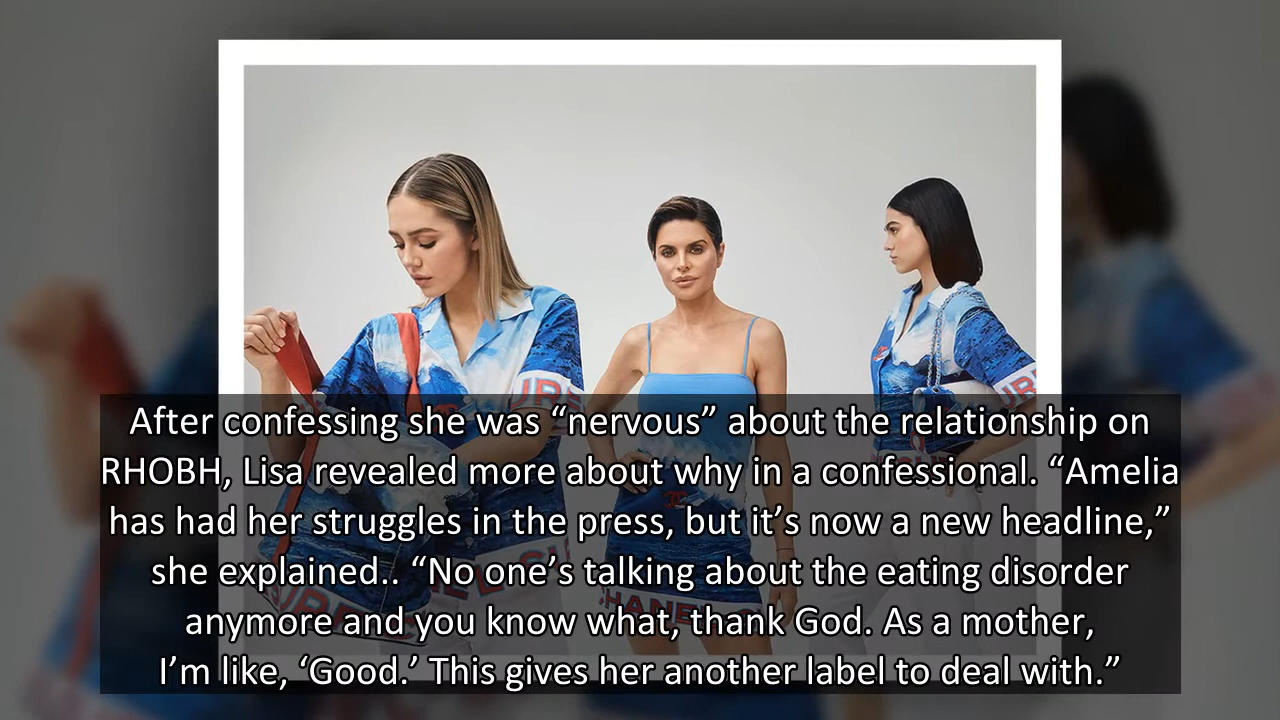 After confessing she was “nervous” about the relationship on
RHOBH, Lisa revealed more about why in a confessional. “Amelia
has had her struggles in the press, but it’s now a new headline,”
she explained.. “No one’s talking about the eating disorder
anymore and you know what, thank God. As a mother,
I’m like, ‘Good.’ This gives her another label to deal with.”